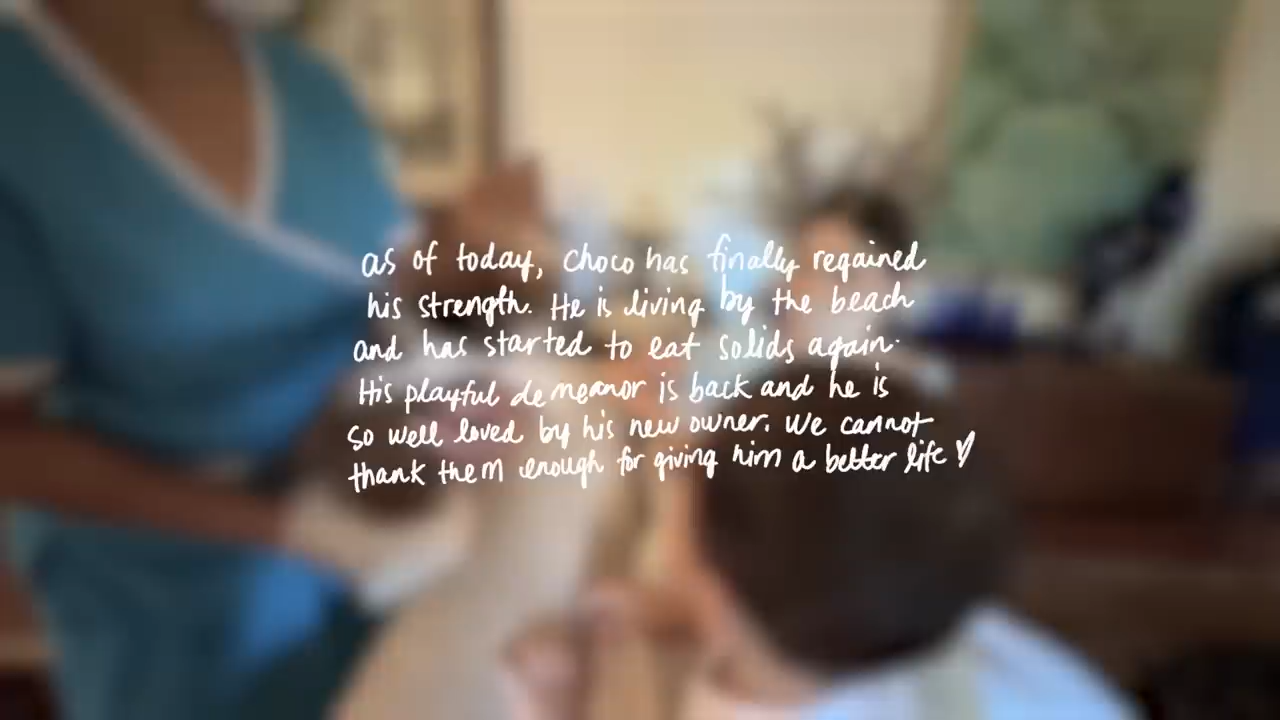 as of today, choco has finally regained
his strength. He is living by the beach
and has started to eat solids again.
His playful demeanor is back and he is
so well loved by his new owner. We cannot
thank them enough for giving him a better life ♡